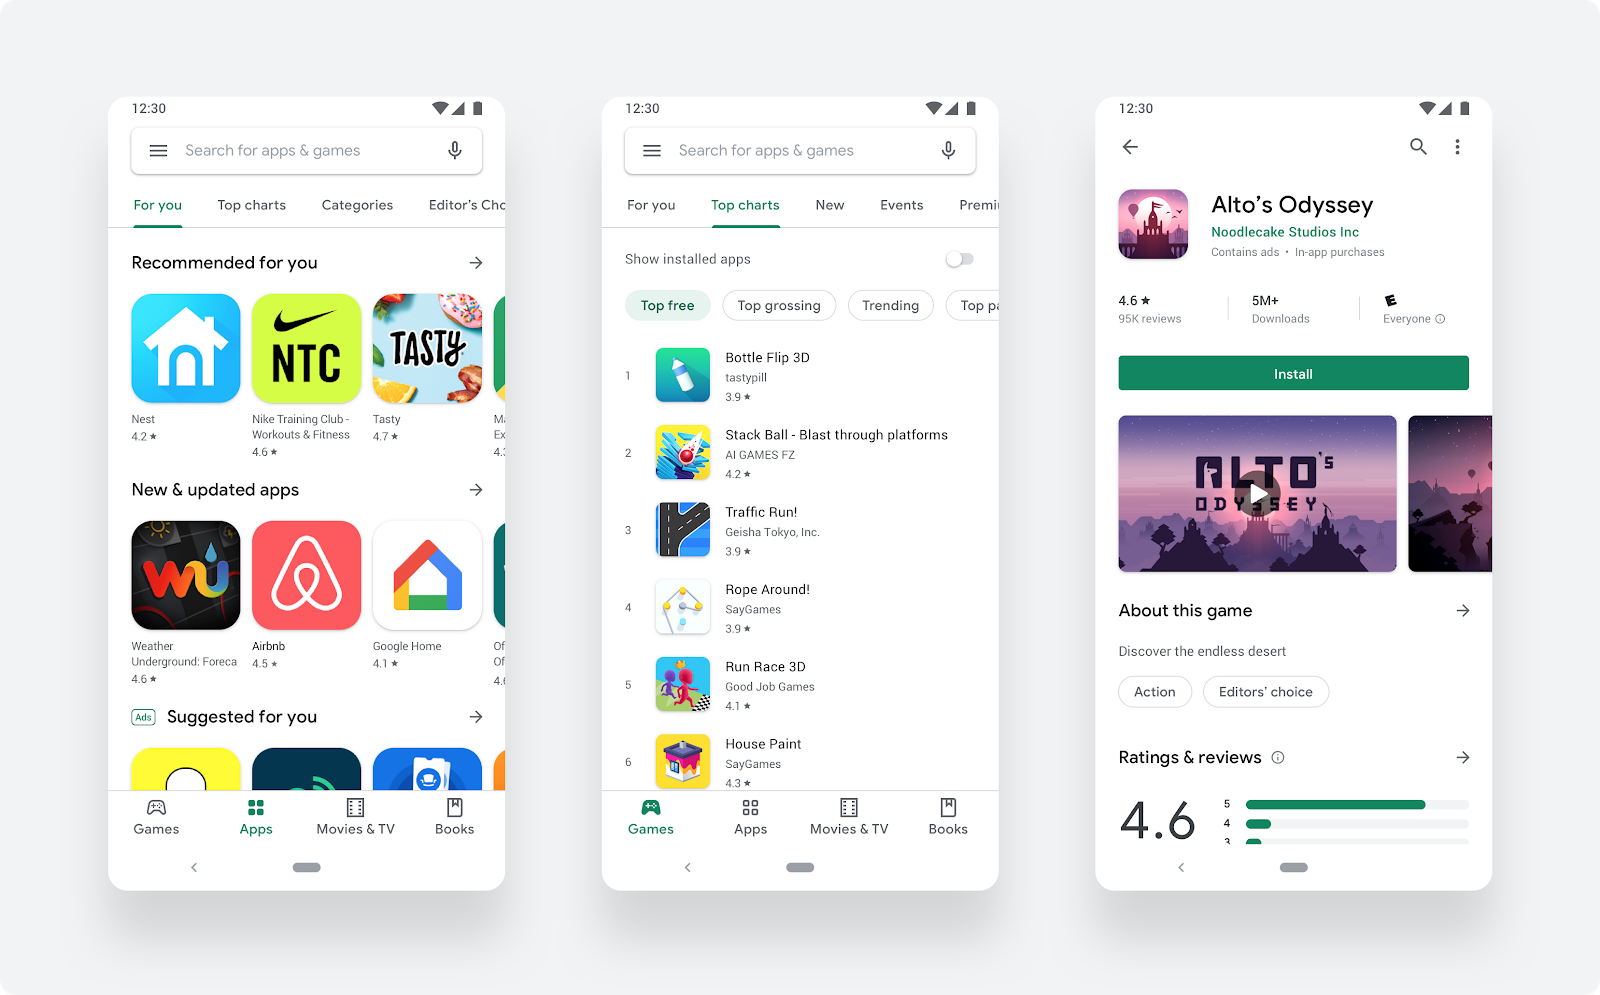 12:30
Search for apps & games
For you Top charts Categories Editor's Cho
Recommended for you
NTC
TASTY
Nest
4.2 ★
Nike Training Club -
Workouts & Fitness
4.6 ★
Tasty
4.7 ★
Ma
Ex
4.3
New & updated apps
WU
Weather
Underground: Foreca
4.6 ★
Airbnb
4.5 ★
Google Home
4.1 ★
Of
Of
4.6
Ads Suggested for you
Games Apps Movies & TV Books
12:30
Search for apps & games
For you Top charts New Events Premiu
Show installed apps
Top free Top grossing Trending Top pa
1
Bottle Flip 3D
tastypill
3.9 ★
2
Stack Ball - Blast through platforms
AI GAMES FZ
4.2 ★
3
Traffic Run!
Geisha Tokyo, Inc.
3.9 ★
4
Rope Around!
SayGames
3.9 ★
5
Run Race 3D
Good Job Games
4.1 ★
6
House Paint
SayGames
4.3 ★
Games Apps Movies & TV Books
12:30
Alto's Odyssey
Noodlecake Studios Inc
Contains ads • In-app purchases
4.6 ★
95K reviews
5M+
Downloads
E
Everyone
Install
ALTO'S
ODYSSEY
About this game
Discover the endless desert
Action Editors' choice
Ratings & reviews
4.6
5
4
3